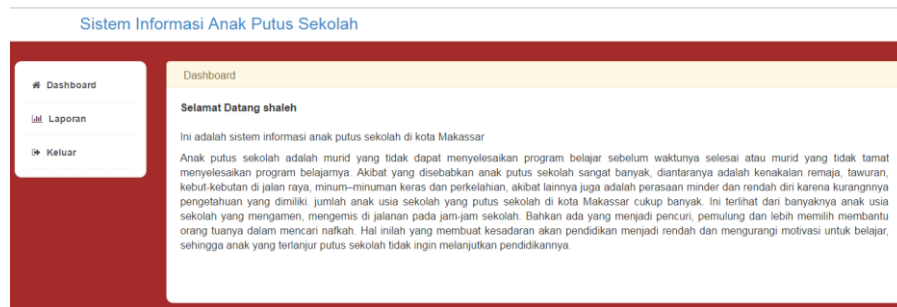 Sistem Informasi Anak Putus Sekolah
Dashboard
Laporan
Keluar
Dashboard
Selamat Datang shaleh
Ini adalah sistem informasi anak putus sekolah di kota Makassar
Anak putus sekolah adalah murid yang tidak dapat menyelesaikan program belajar sebelum waktunya selesai atau murid yang tidak tamat
menyelesaikan program belajarnya. Akibat yang disebabkan anak putus sekolah sangat banyak, diantaranya adalah kenakalan remaja, tawuran,
kebut-kebutan di jalan raya, minum–minuman keras dan perkelahian, akibat lainnya juga adalah perasaan minder dan rendah diri karena kurangnnya
pengetahuan yang dimiliki. jumlah anak usia sekolah yang putus sekolah di kota Makassar cukup banyak. Ini terlihat dari banyaknya anak usia
sekolah yang mengamen, mengemis di jalanan pada jam-jam sekolah. Bahkan ada yang menjadi pencuri, pemulung dan lebih memilih membantu
orang tuanya dalam mencari nafkah. Hal inilah yang membuat kesadaran akan pendidikan menjadi rendah dan mengurangi motivasi untuk belajar,
sehingga anak yang terlanjur putus sekolah tidak ingin melanjutkan pendidikannya.